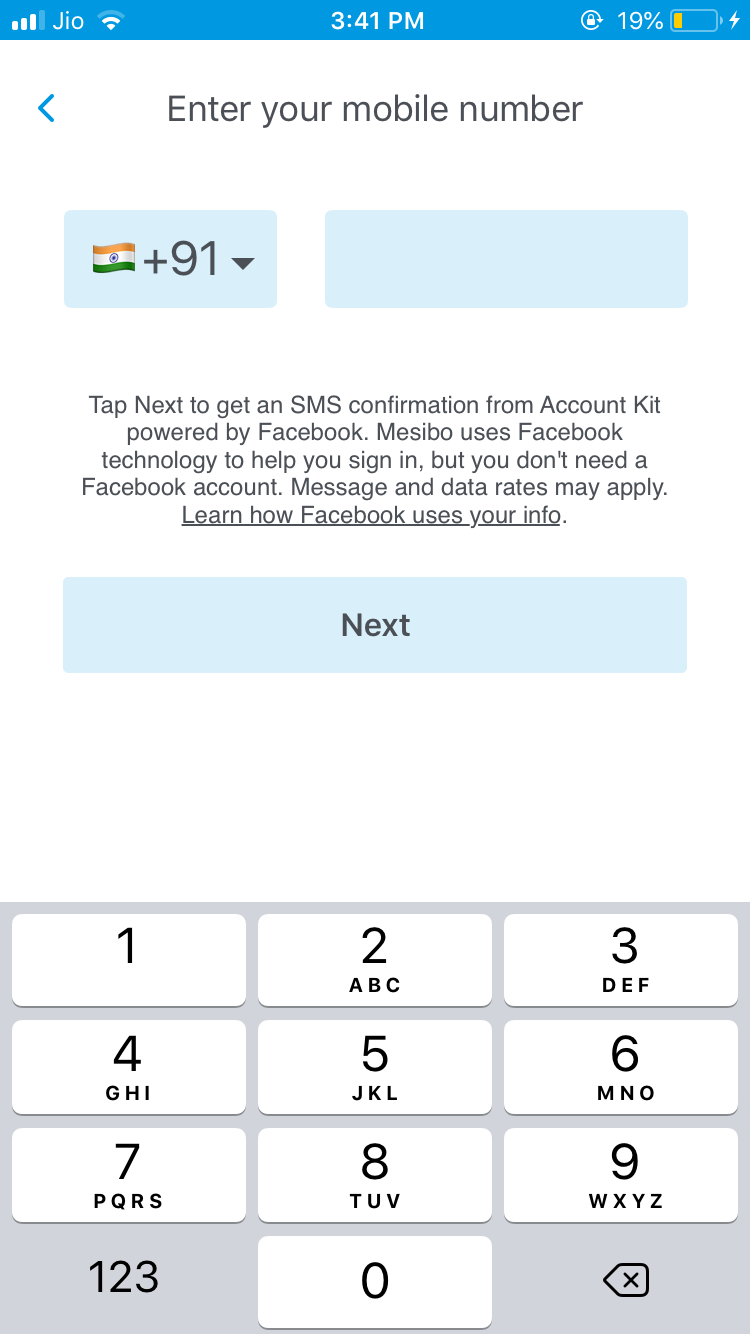 Jio 3:41 PM 19%
Enter your mobile number
+91
Tap Next to get an SMS confirmation from Account Kit
powered by Facebook. Mesibo uses Facebook
technology to help you sign in, but you don't need a
Facebook account. Message and data rates may apply.
Learn how Facebook uses your info.
Next
1 2 3
ABC DEF
4 5 6
GHI JKL MNO
7 8 9
PQRS TUV WXYZ
123 0